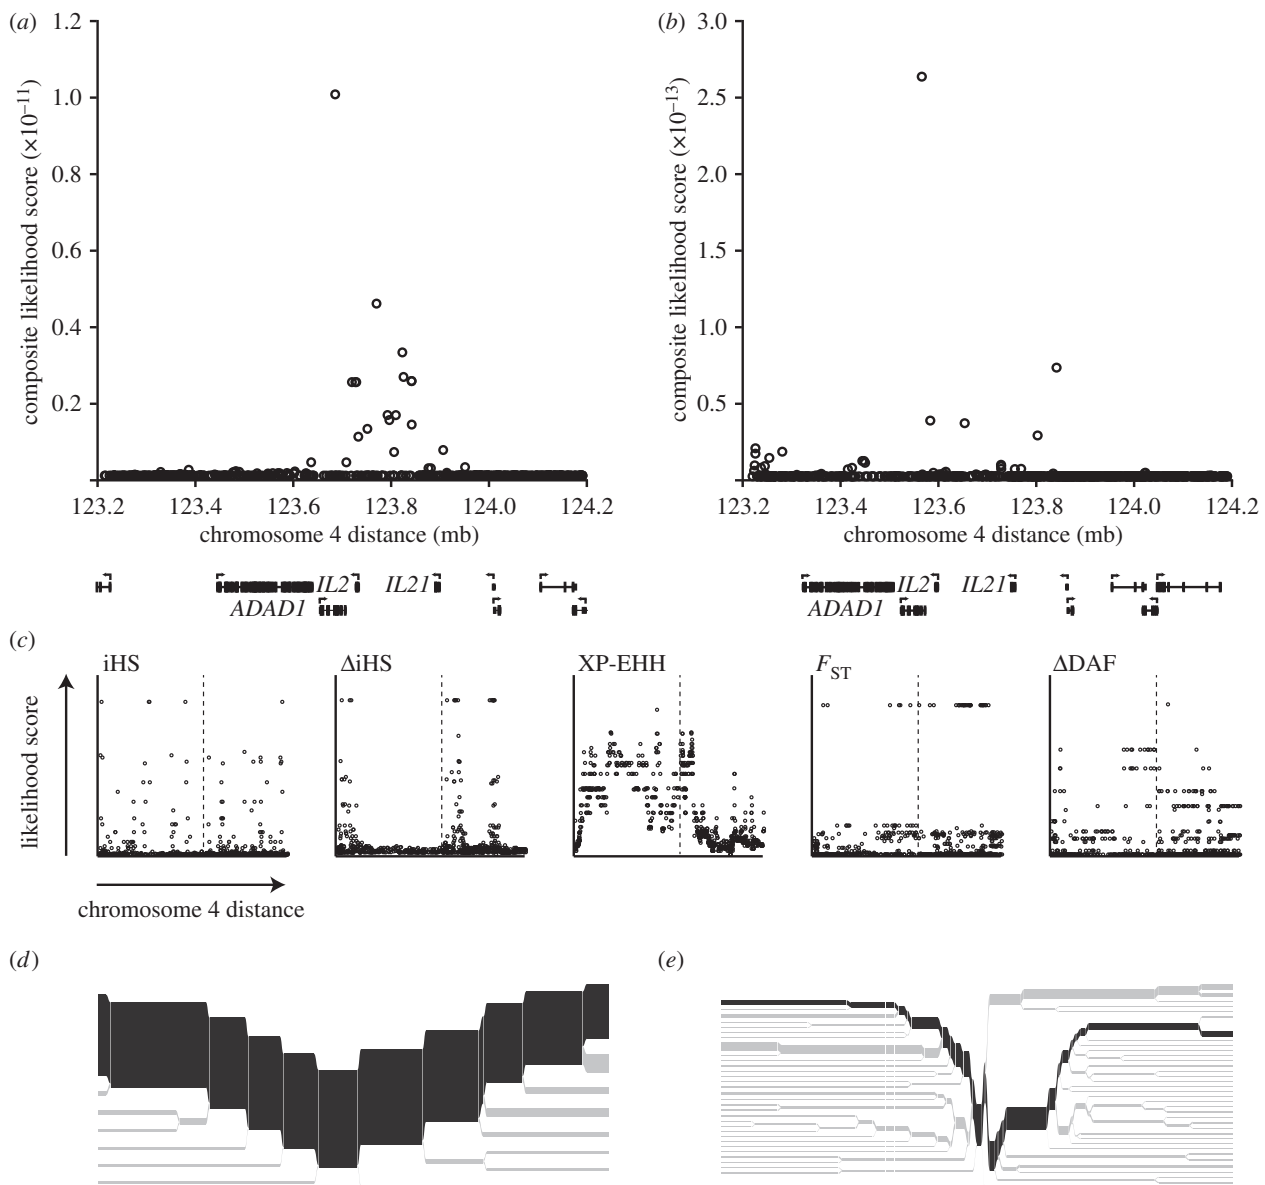 (a)
1.2
1.0
0.8
0.6
0.4
0.2
composite likelihood score (×10⁻¹¹)
123.2 123.4 123.6 123.8 124.0 124.2
chromosome 4 distance (mb)
IL2 IL21
ADAD1
(b)
3.0
2.5
2.0
1.5
1.0
0.5
composite likelihood score (×10⁻¹³)
123.2 123.4 123.6 123.8 124.0 124.2
chromosome 4 distance (mb)
IL2 IL21
ADAD1
(c)
iHS ΔiHS XP-EHH F_ST ΔDAF
likelihood score
chromosome 4 distance
(d)
(e)